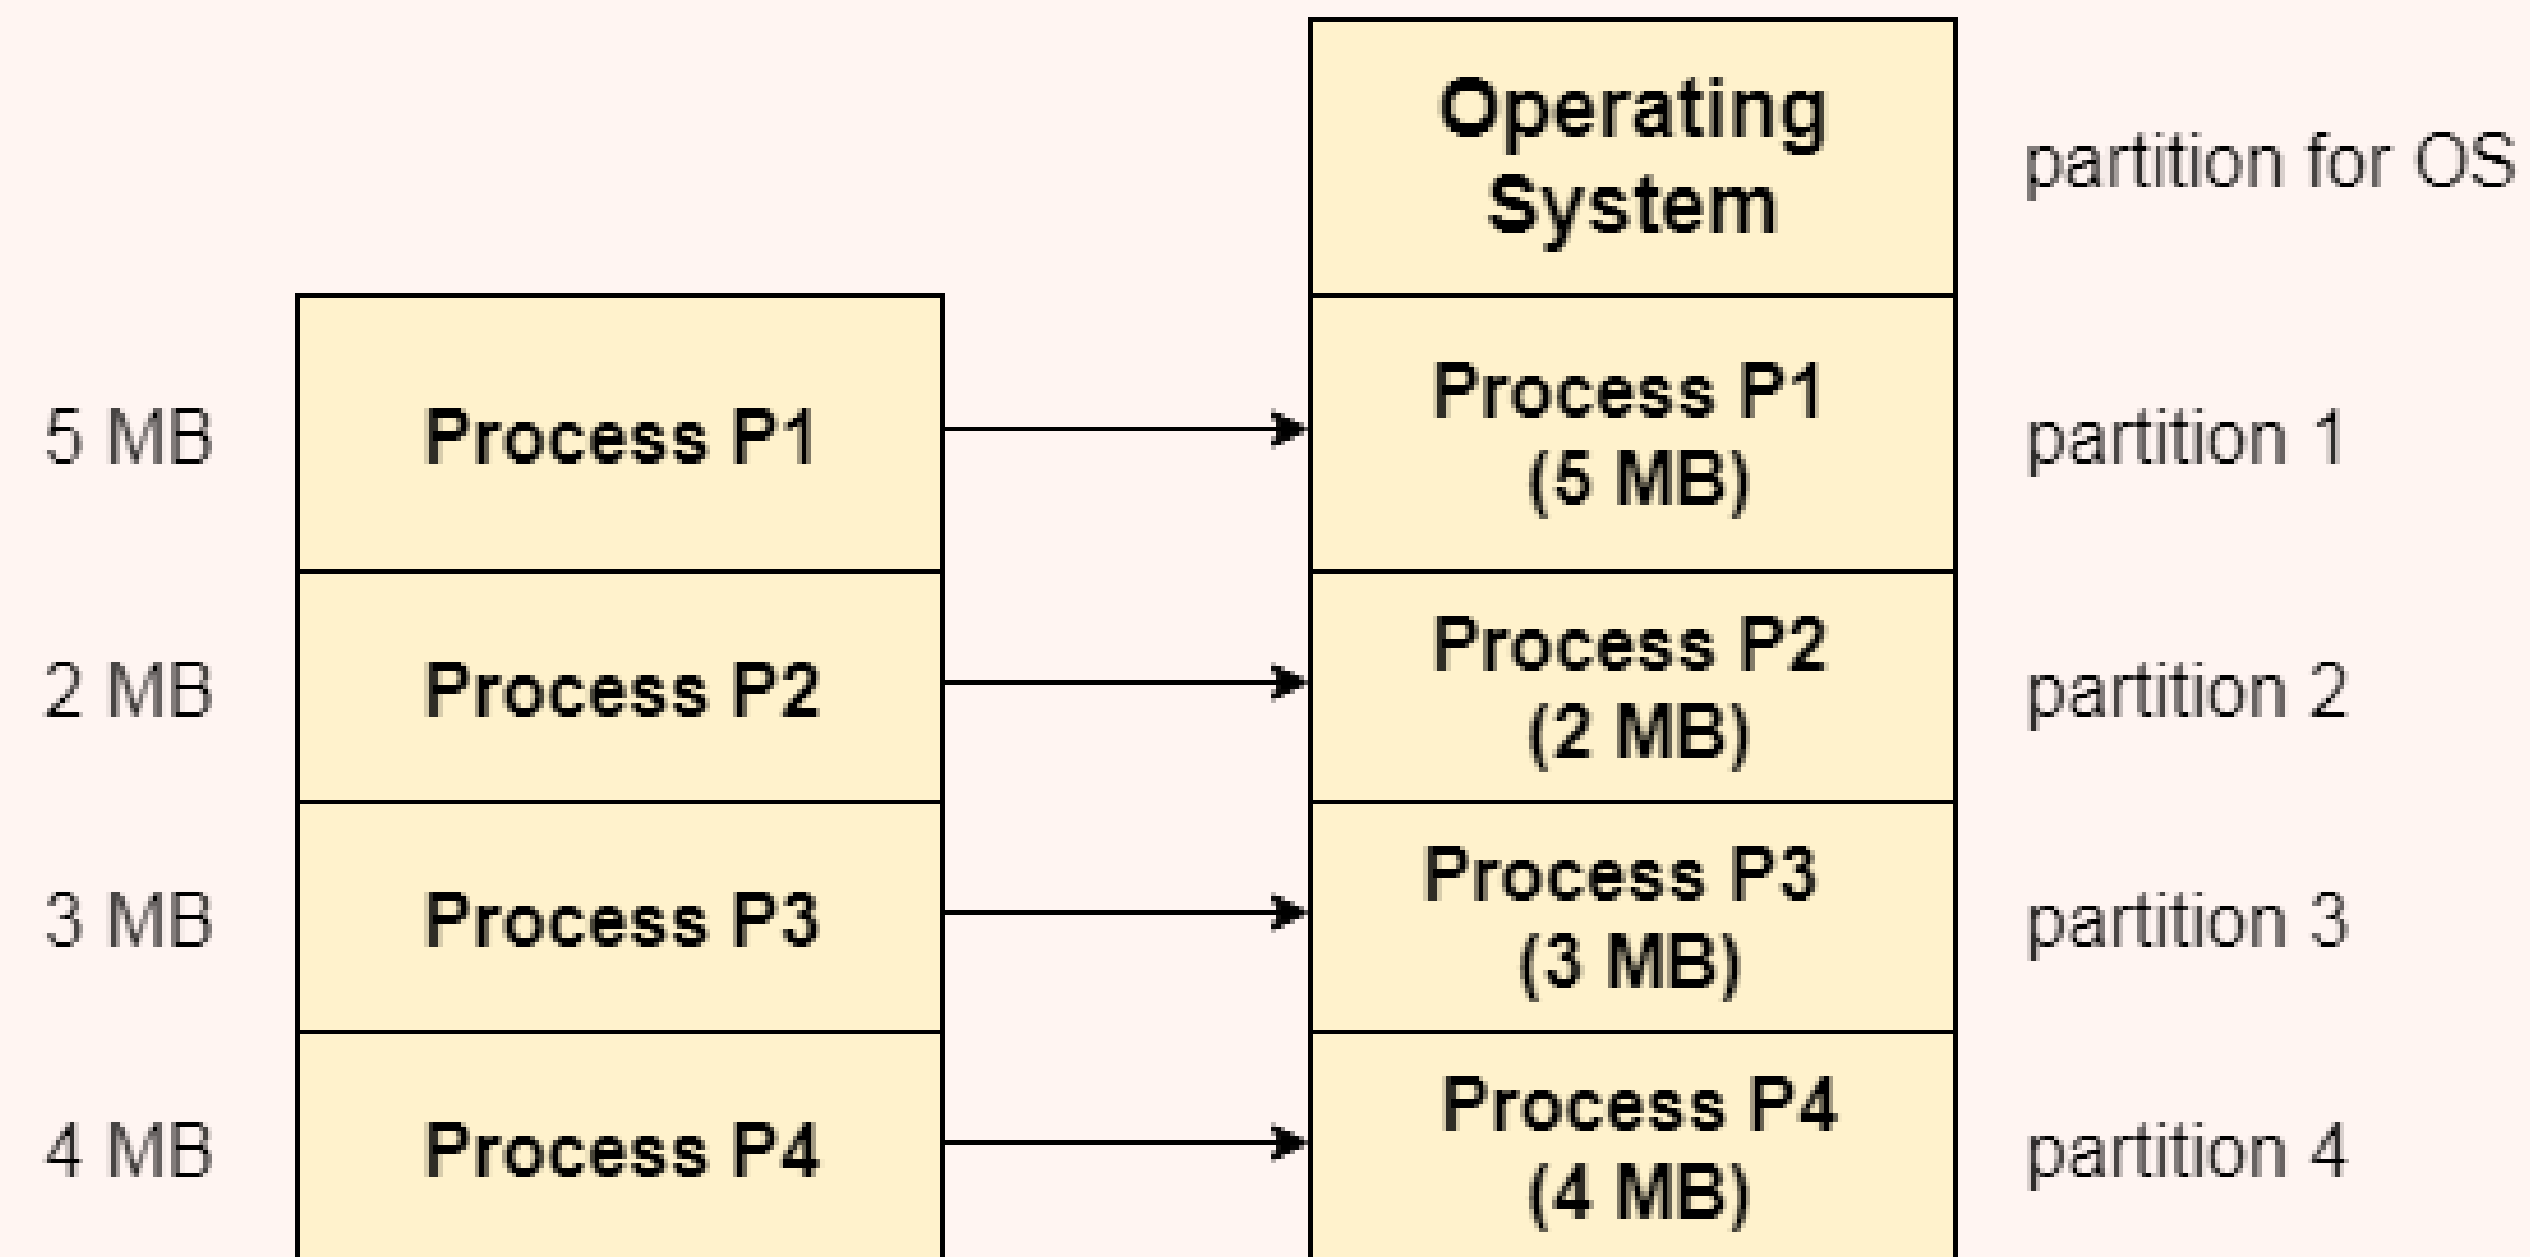 Operating
System
partition for OS
5 MB
Process P1
Process P1
(5 MB)
partition 1
2 MB
Process P2
Process P2
(2 MB)
partition 2
3 MB
Process P3
Process P3
(3 MB)
partition 3
4 MB
Process P4
Process P4
(4 MB)
partition 4